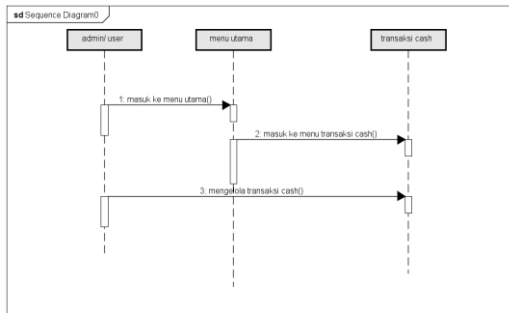 sd Sequence Diagram0
admin/ user
menu utama
transaksi cash
1: masuk ke menu utama()
2: masuk ke menu transaksi cash()
3: mengelola transaksi cash()